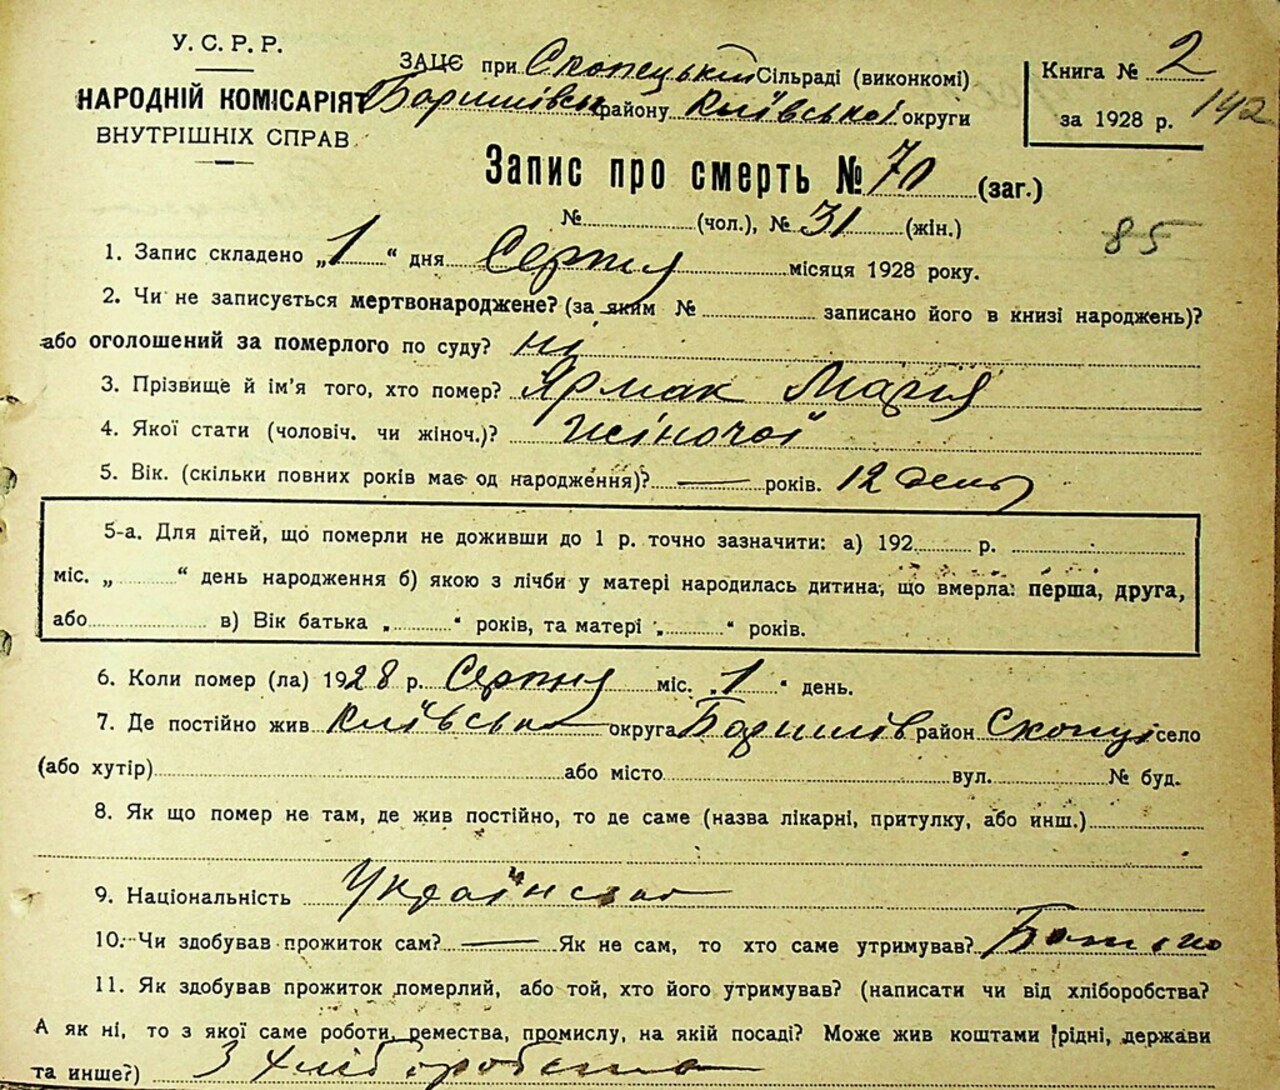 У. С. Р. Р.
НАРОДНІЙ КОМІСАРІЯТ
ВНУТРІШНІХ СПРАВ
ЗАЦС при Скопецькій Сільраді (виконкомі)
Баришівськ району Київської округи
Книга № 2
за 1928 р. 142
Запис про смерть № 70 (заг.)
№ (чол.), № 31 (жін.)
85
1. Запис складено „1“ дня Серпня місяця 1928 року.
2. Чи не записується мертвонароджене? (за яким № записано його в книзі народжень)?
або оголошений за померлого по суду? ні
3. Прізвище й ім'я того, хто помер? Ярмак Марія
4. Якої стати (чоловіч. чи жіноч.)? Жіночої
5. Вік. (скільки повних років має од народження)? — років. 12 день
5-а. Для дітей, що померли не доживши до 1 р. точно зазначити: а) 192 р.
міс. „ “ день народження б) якою з лічби у матері народилась дитина, що вмерла: перша, друга,
або в) Вік батька „ “ років, та матері „ “ років.
6. Коли помер (ла) 1928 р. Серпня міс. „1“ день.
7. Де постійно жив Київська округа Баришів район Скопці село
(або хутір) або місто вул. № буд.
8. Як що помер не там, де жив постійно, то де саме (назва лікарні, притулку, або инш.)
9. Національність Українська
10. Чи здобував прожиток сам? — Як не сам, то хто саме утримував? Батько
11. Як здобував прожиток померлий, або той, хто його утримував? (написати чи від хліборобства?
А як ні, то з якої саме роботи, ремества, промислу, на якій посаді? Може жив коштами рідні, держави
та инше?) З хліборобства